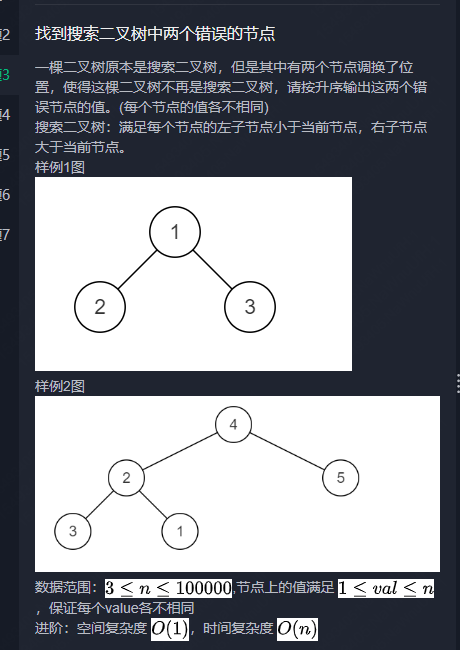 找到搜索二叉树中两个错误的节点
2
一棵二叉树原本是搜索二叉树，但是其中有两个节点调换了位
3
置，使得这棵二叉树不再是搜索二叉树，请按升序输出这两个错
误节点的值。(每个节点的值各不相同)
4
搜索二叉树：满足每个节点的左子节点小于当前节点，右子节点
大于当前节点。
5
样例1图
6
1
7
2 3
样例2图
4
2 5
3 1
数据范围：3 ≤ n ≤ 100000,节点上的值满足 1 ≤ val ≤ n
，保证每个value各不相同
进阶：空间复杂度 O(1)，时间复杂度 O(n)